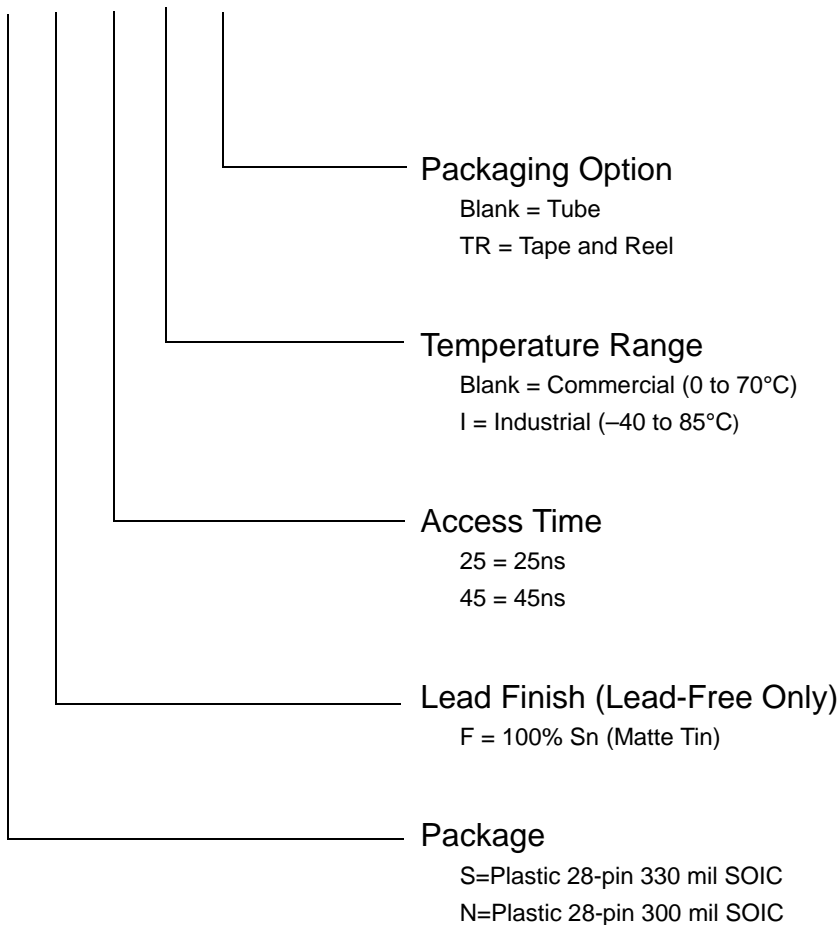 Packaging Option
Blank = Tube
TR = Tape and Reel
Temperature Range
Blank = Commercial (0 to 70°C)
I = Industrial (–40 to 85°C)
Access Time
25 = 25ns
45 = 45ns
Lead Finish (Lead-Free Only)
F = 100% Sn (Matte Tin)
Package
S=Plastic 28-pin 330 mil SOIC
N=Plastic 28-pin 300 mil SOIC